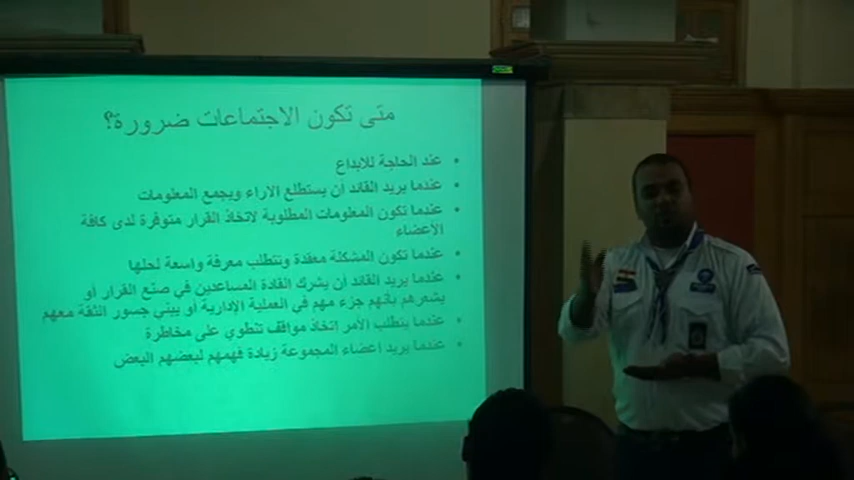 متى تكون الاجتماعات ضرورة؟
• عند الحاجة للابداع
• عندما يريد القائد أن يستطلع الاراء ويجمع المعلومات
• عندما تكون المعلومات المطلوبة لاتخاذ القرار متوفرة لدى كافة
الأعضاء
• عندما تكون المشكلة معقدة وتتطلب معرفة واسعة لحلها
• عندما يريد القائد أن يشرك القادة المساعدين في صنع القرار أو
يشعرهم بأنهم جزء مهم في العملية الإدارية أو يبني جسور الثقة معهم
• عندما يتطلب الأمر اتخاذ مواقف تنطوي على مخاطرة
• عندما يريد اعضاء المجموعة زيادة فهمهم لبعضهم البعض